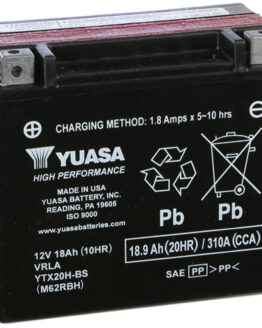 CHARGING METHOD: 1.8 Amps x 5~10 hrs
YUASA
HIGH PERFORMANCE
MADE IN USA
YUASA BATTERY, INC.
READING, PA 19605
ISO 9000
www.yuasabatteries.com
Pb Pb
12V 18Ah (10HR)
VRLA
YTX20H-BS
(M62RBH)
18.9 Ah(20HR) / 310A(CCA)
SAE >PP<